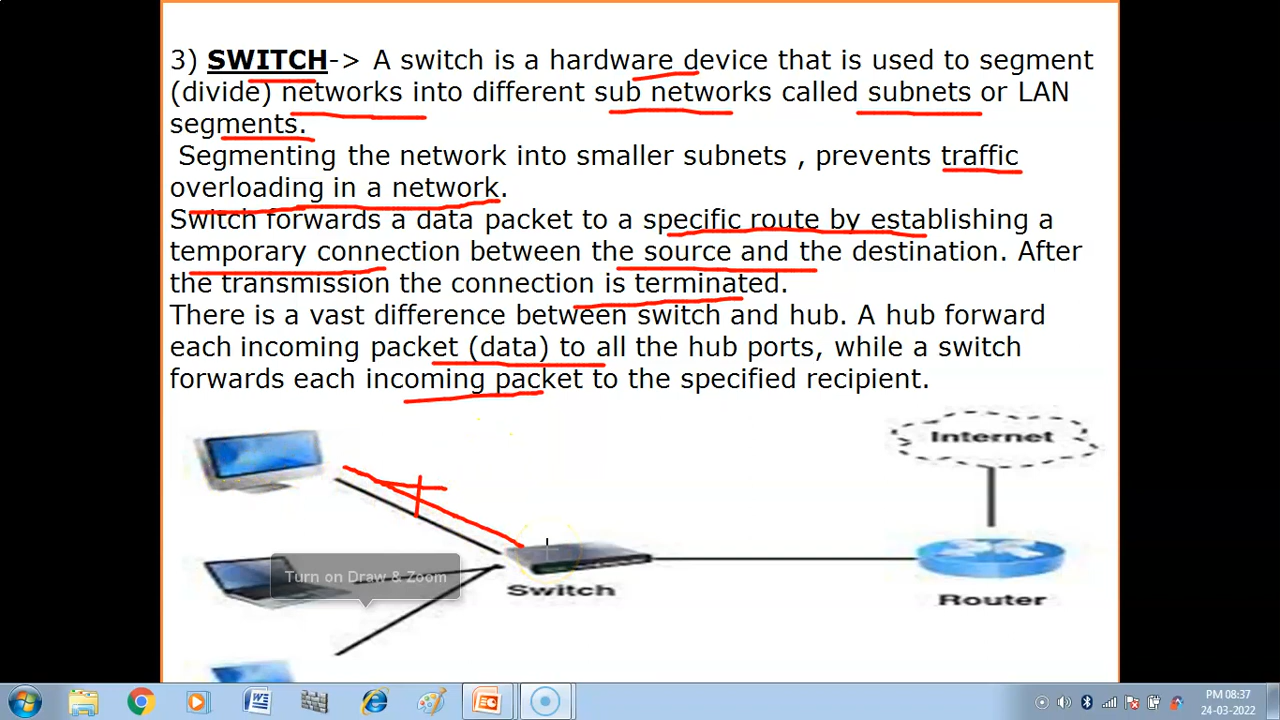 3) SWITCH-> A switch is a hardware device that is used to segment
(divide) networks into different sub networks called subnets or LAN
segments.
Segmenting the network into smaller subnets , prevents traffic
overloading in a network.
Switch forwards a data packet to a specific route by establishing a
temporary connection between the source and the destination. After
the transmission the connection is terminated.
There is a vast difference between switch and hub. A hub forward
each incoming packet (data) to all the hub ports, while a switch
forwards each incoming packet to the specified recipient.
Internet
Turn on Draw & Zoom
Switch
Router
PM 08:37
24-03-2022